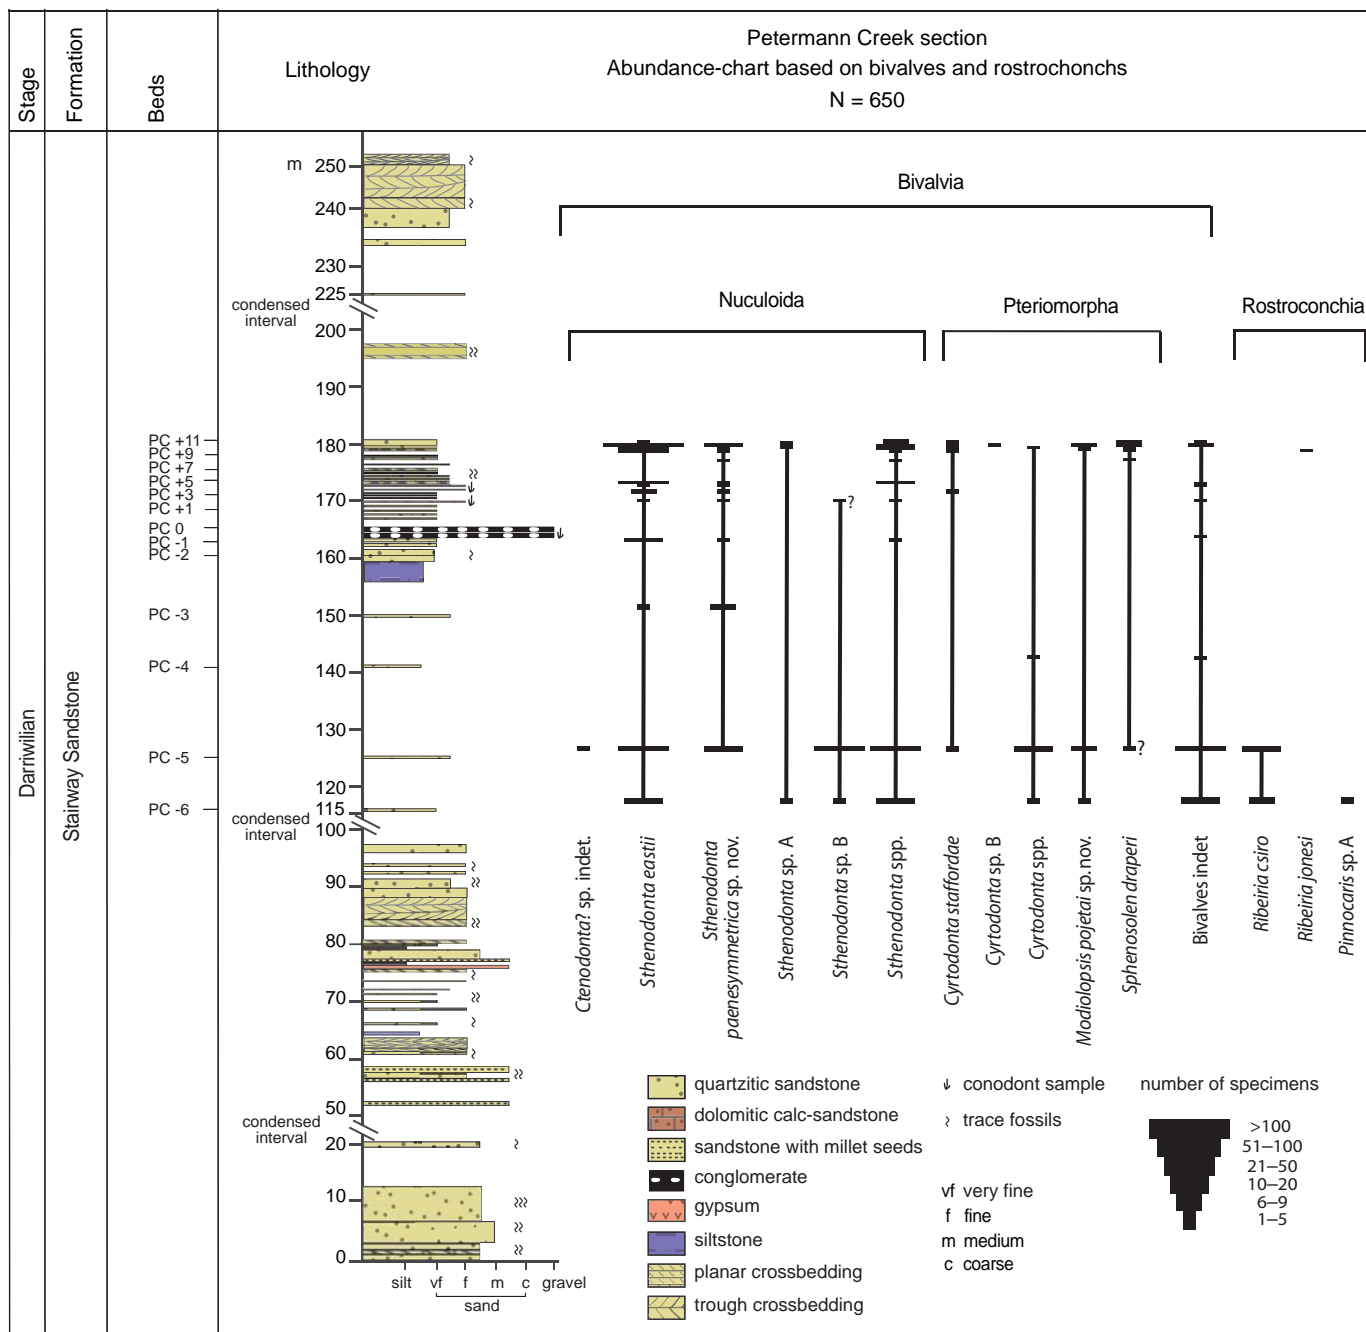 Stage
Formation
Beds
Lithology
Petermann Creek section
Abundance-chart based on bivalves and rostrochonchs
N = 650
Darriwilian
Stairway Sandstone
m 250
240
230
225
condensed
interval
200
190
180
170
160
150
140
130
120
115
condensed
interval
100
90
80
70
60
50
condensed
interval
20
10
0
PC +11
PC +9
PC +7
PC +5
PC +3
PC +1
PC 0
PC -1
PC -2
PC -3
PC -4
PC -5
PC -6
silt vf f m c gravel
sand
Bivalvia
Nuculoida
Pteriomorpha
Rostroconchia
?
?
Ctenodonta? sp. indet.
Sthenodonta eastii
Sthenodonta
paenesymmetrica sp. nov.
Sthenodonta sp. A
Sthenodonta sp. B
Sthenodonta spp.
Cyrtodonta staffordae
Cyrtodonta sp. B
Cyrtodonta spp.
Modiolopsis pojetai sp. nov.
Sphenosolen draperi
Bivalves indet
Ribeiria csiro
Ribeiria jonesi
Pinnocaris sp. A
quartzitic sandstone
dolomitic calc-sandstone
sandstone with millet seeds
conglomerate
gypsum
siltstone
planar crossbedding
trough crossbedding
conodont sample
trace fossils
vf very fine
f fine
m medium
c coarse
number of specimens
>100
51–100
21–50
10–20
6–9
1–5